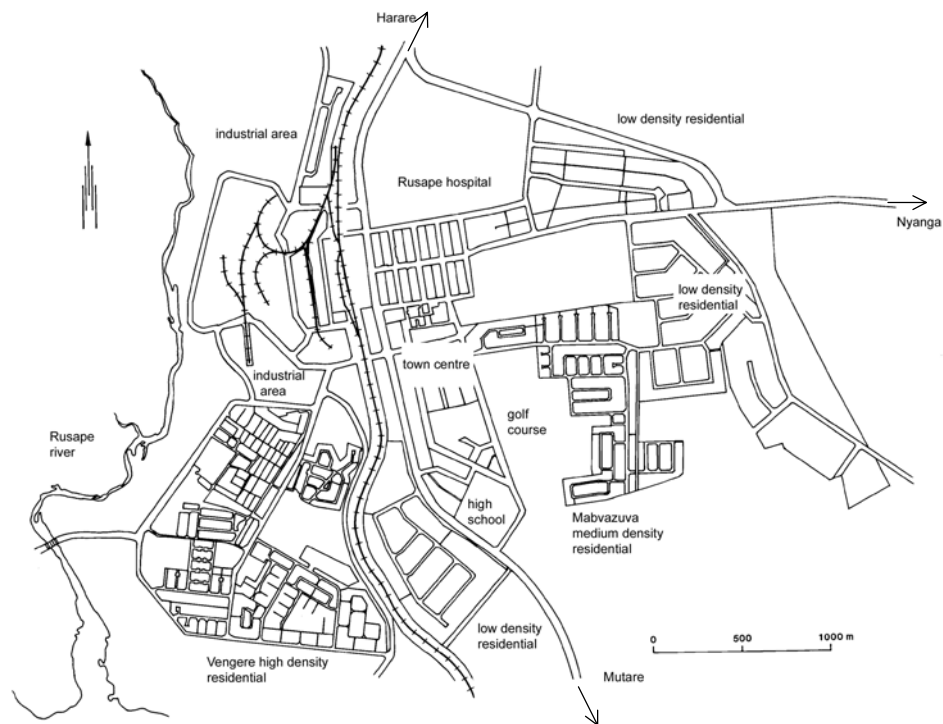 Harare
low density residential
industrial area
Rusape hospital
Nyanga
low density
residential
town centre
industrial
area
golf
course
Rusape
river
high
school
Mabvazuva
medium density
residential
low density
residential
0 500 1000 m
Vengere high density
residential
Mutare